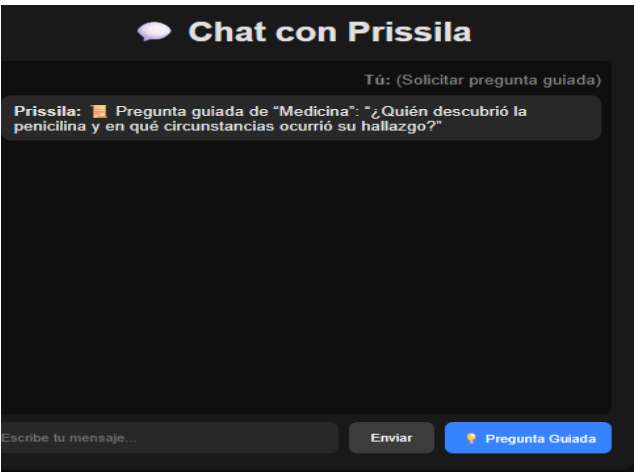 Chat con Prissila
Tú: (Solicitar pregunta guiada)
Prissila: Pregunta guiada de “Medicina”: “¿Quién descubrió la
penicilina y en qué circunstancias ocurrió su hallazgo?”
Escribe tu mensaje...
Enviar
Pregunta Guiada